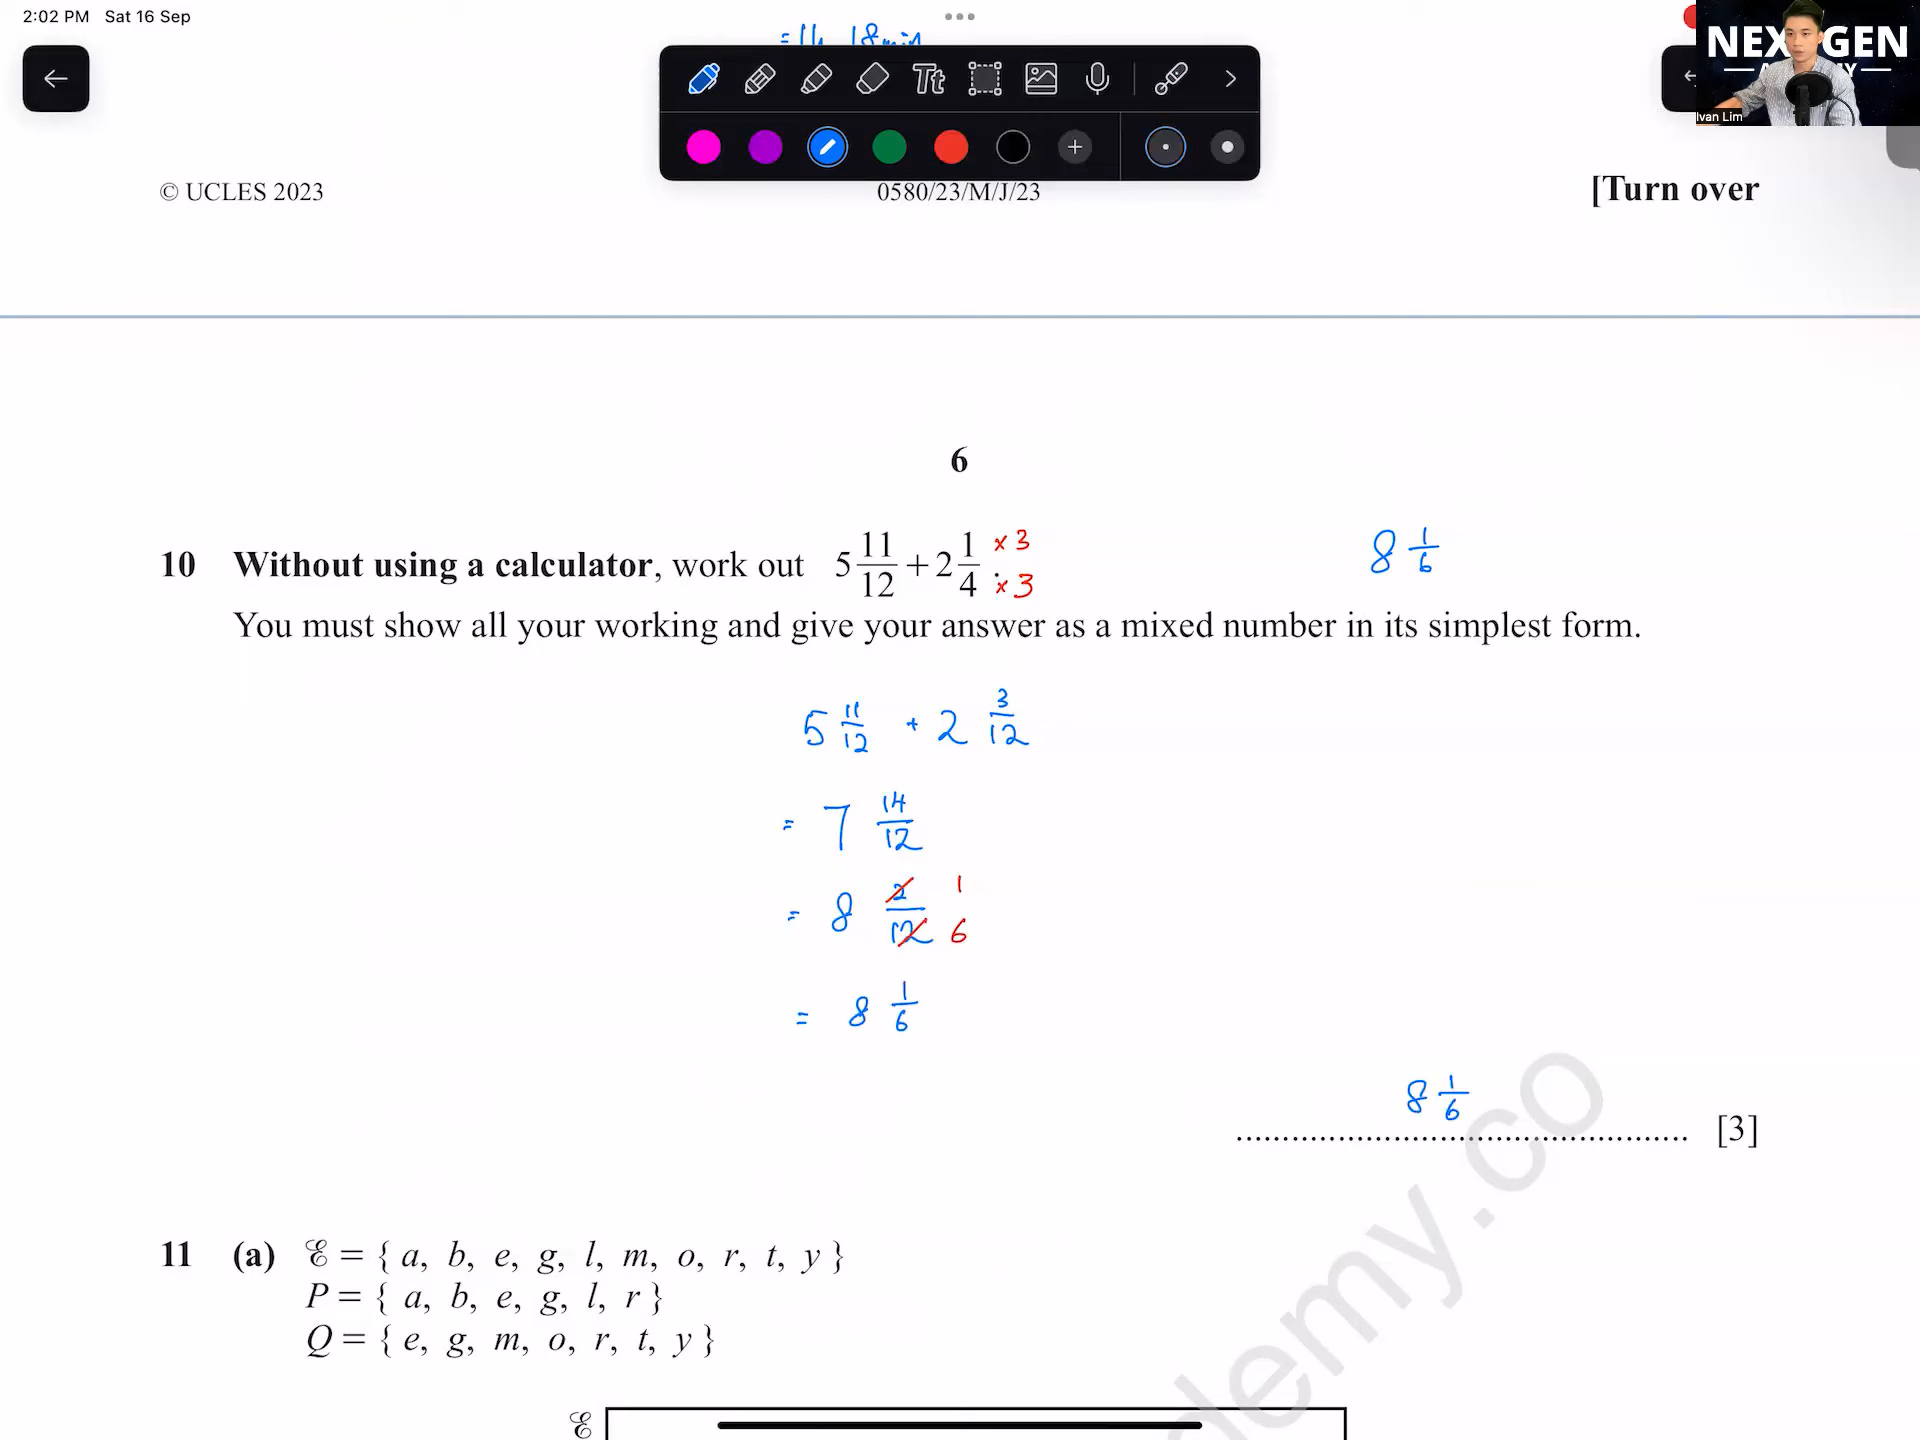 2:02 PM Sat 16 Sep
NEX GEN
Ivan Lim
Tt
© UCLES 2023
0580/23/M/J/23
[Turn over
6
10 Without using a calculator, work out 5 11/12 + 2 1/4 . × 3 × 3
8 1/6
You must show all your working and give your answer as a mixed number in its simplest form.
5 11/12 + 2 3/12
= 7 14/12
= 8 2/12 1 6
= 8 1/6
8 1/6
[3]
11 (a) ℰ = { a, b, e, g, l, m, o, r, t, y }
P = { a, b, e, g, l, r }
Q = { e, g, m, o, r, t, y }
ℰ
demy.co